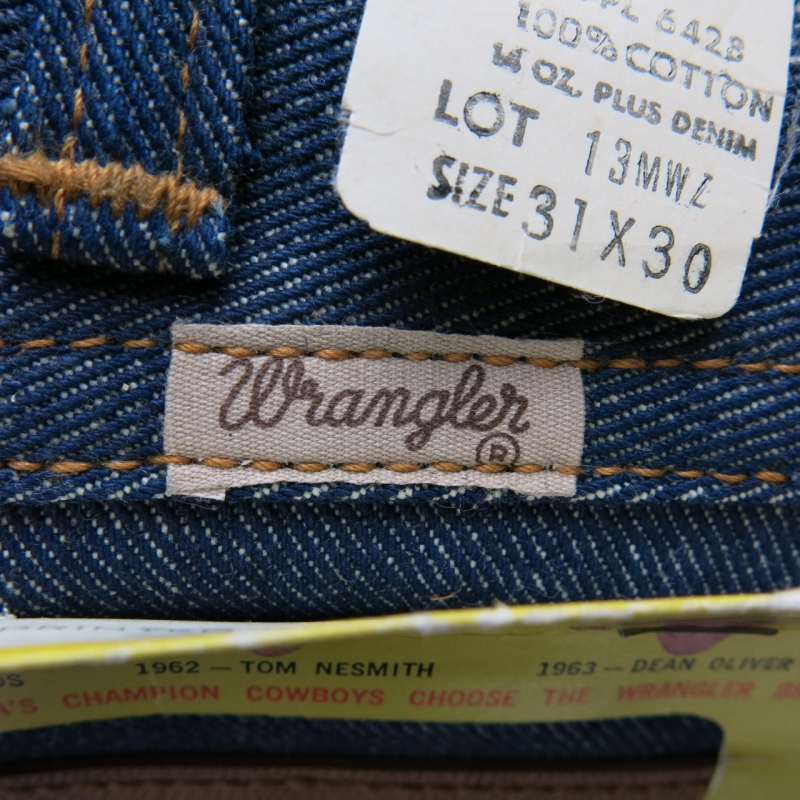 6428
100% COTTON
14 OZ. PLUS DENIM
LOT 13MWZ
SIZE 31X30
Wrangler
®
1962 — TOM NESMITH
1963 — DEAN OLIVER
'S CHAMPION COWBOYS CHOOSE THE WRANGLER